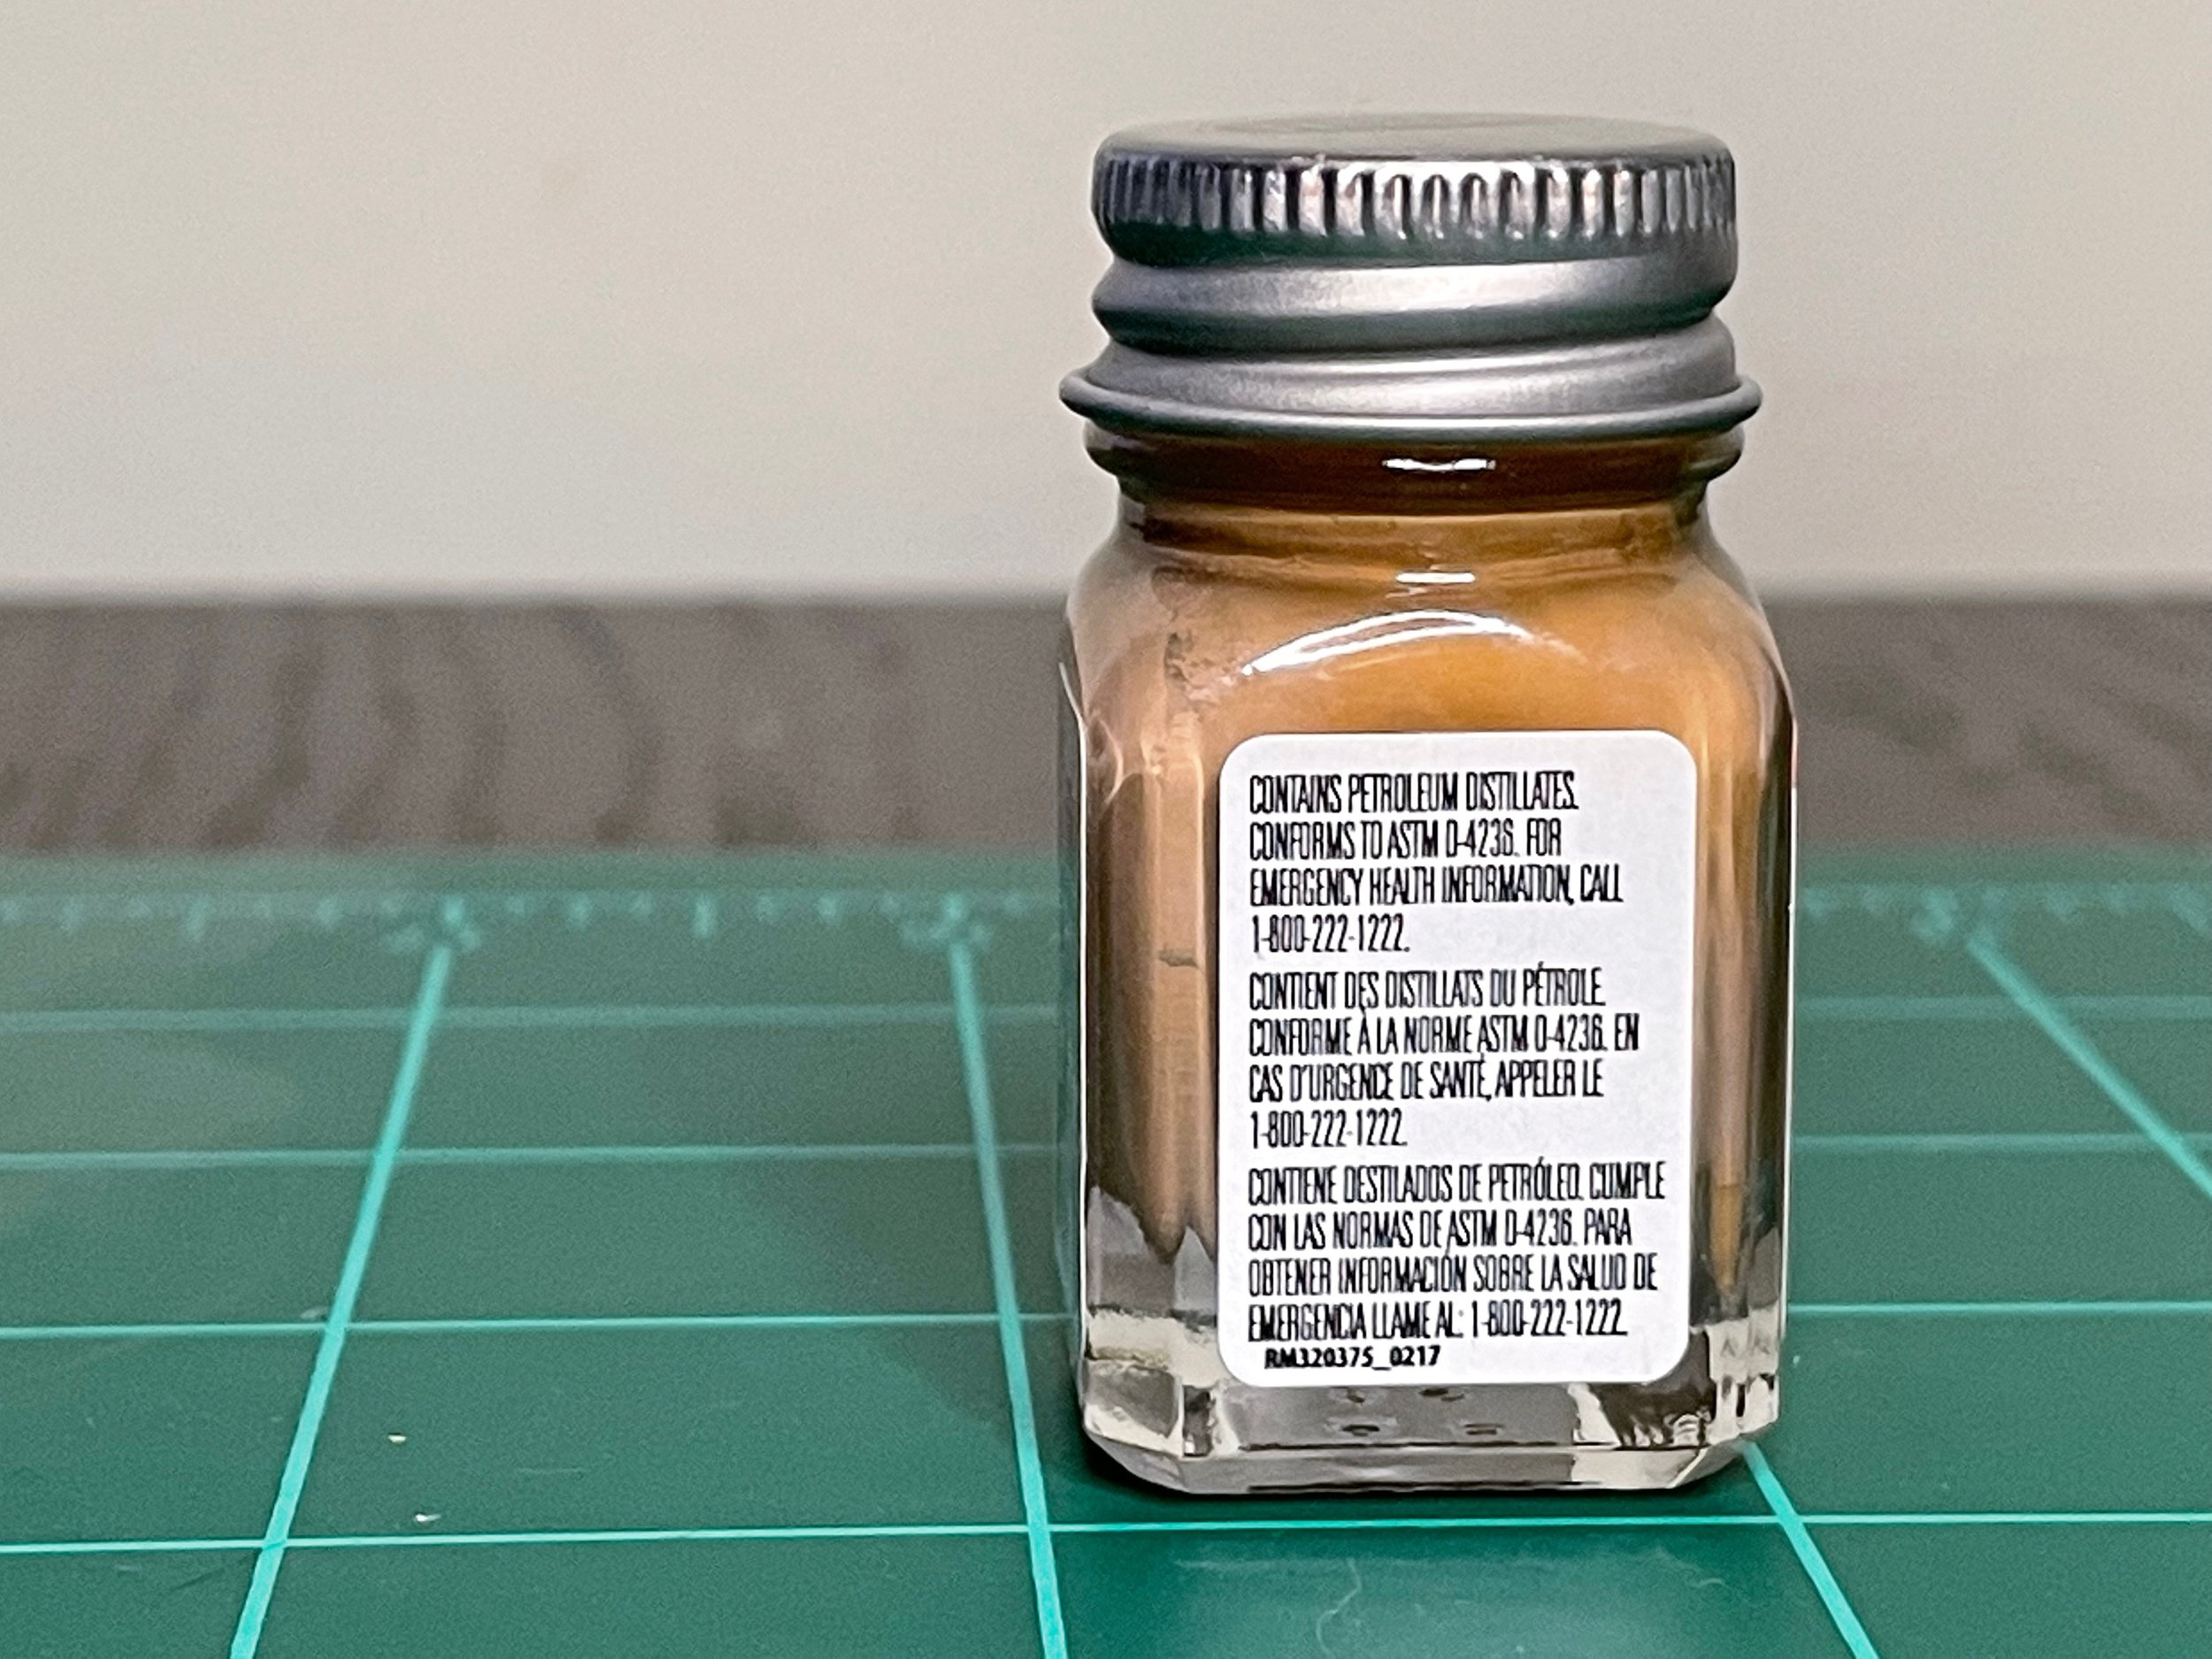 CONTAINS PETROLEUM DISTILLATES.
CONFORMS TO ASTM D-4236. FOR
EMERGENCY HEALTH INFORMATION, CALL
1-800-222-1222.
CONTIENT DES DISTILLATS DU PÉTROLE.
CONFORME À LA NORME ASTM D-4236. EN
CAS D'URGENCE DE SANTÉ, APPELER LE
1-800-222-1222.
CONTIENE DESTILADOS DE PETRÓLEO. CUMPLE
CON LAS NORMAS DE ASTM D-4236. PARA
OBTENER INFORMACIÓN SOBRE LA SALUD DE
EMERGENCIA LLAME AL: 1-800-222-1222.
RM320375_0217